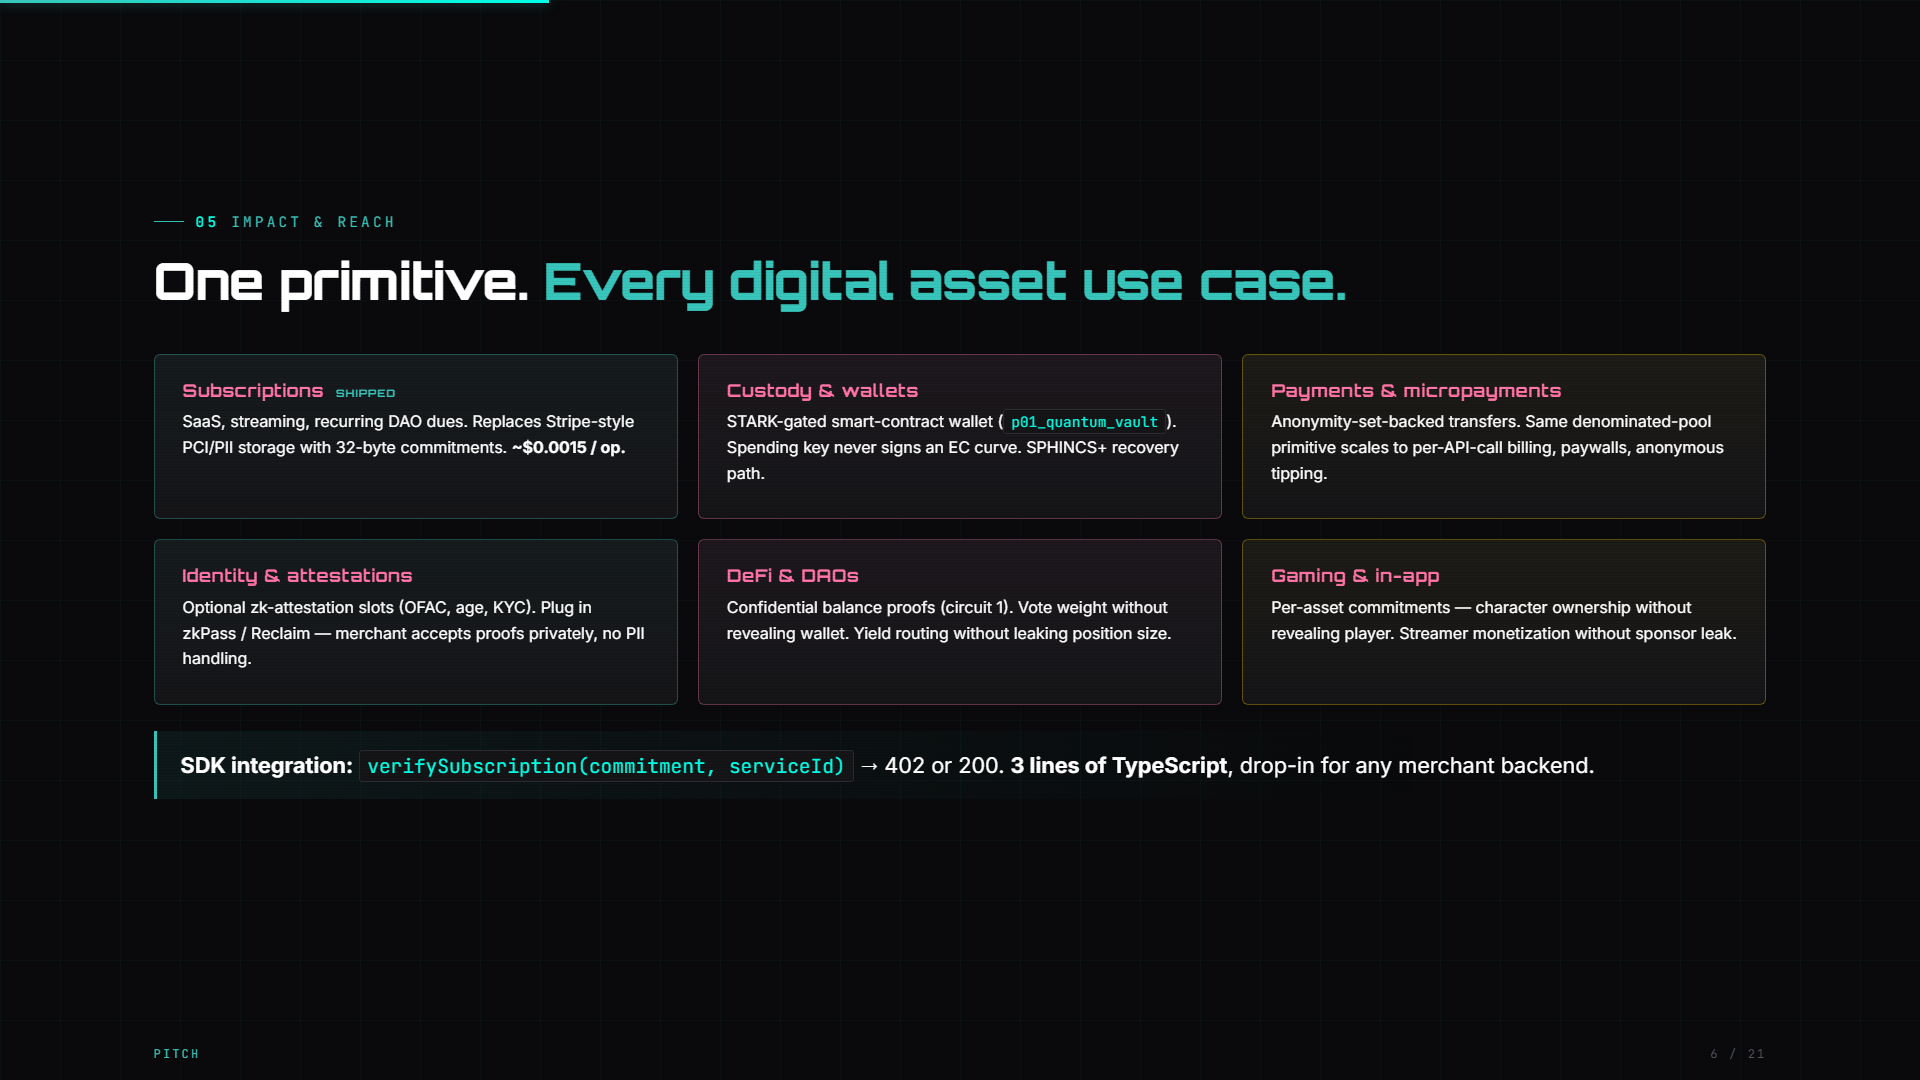 05 IMPACT & REACH
One primitive. Every digital asset use case.
Subscriptions SHIPPED
SaaS, streaming, recurring DAO dues. Replaces Stripe-style
PCI/PII storage with 32-byte commitments. ~$0.0015 / op.
Custody & wallets
STARK-gated smart-contract wallet ( p01_quantum_vault ).
Spending key never signs an EC curve. SPHINCS+ recovery
path.
Payments & micropayments
Anonymity-set-backed transfers. Same denominated-pool
primitive scales to per-API-call billing, paywalls, anonymous
tipping.
Identity & attestations
Optional zk-attestation slots (OFAC, age, KYC). Plug in
zkPass / Reclaim — merchant accepts proofs privately, no PII
handling.
DeFi & DAOs
Confidential balance proofs (circuit 1). Vote weight without
revealing wallet. Yield routing without leaking position size.
Gaming & in-app
Per-asset commitments — character ownership without
revealing player. Streamer monetization without sponsor leak.
SDK integration: verifySubscription(commitment, serviceId) → 402 or 200. 3 lines of TypeScript, drop-in for any merchant backend.
PITCH
6 / 21